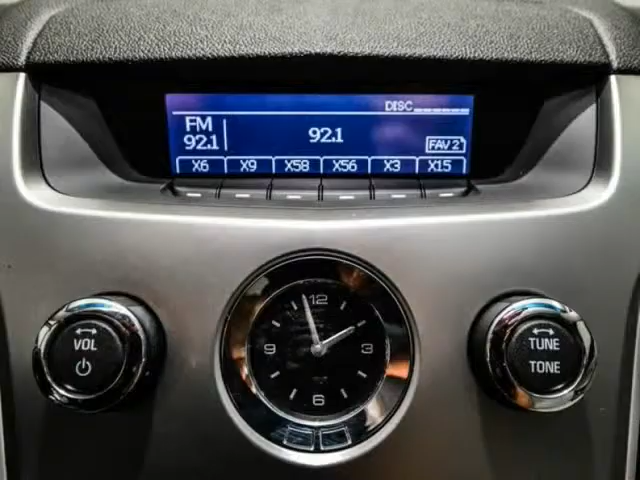 DISC
FM
92.1
92.1
FAV 2
X6 X9 X58 X56 X3 X15
VOL
12
9 3
6
TUNE
TONE